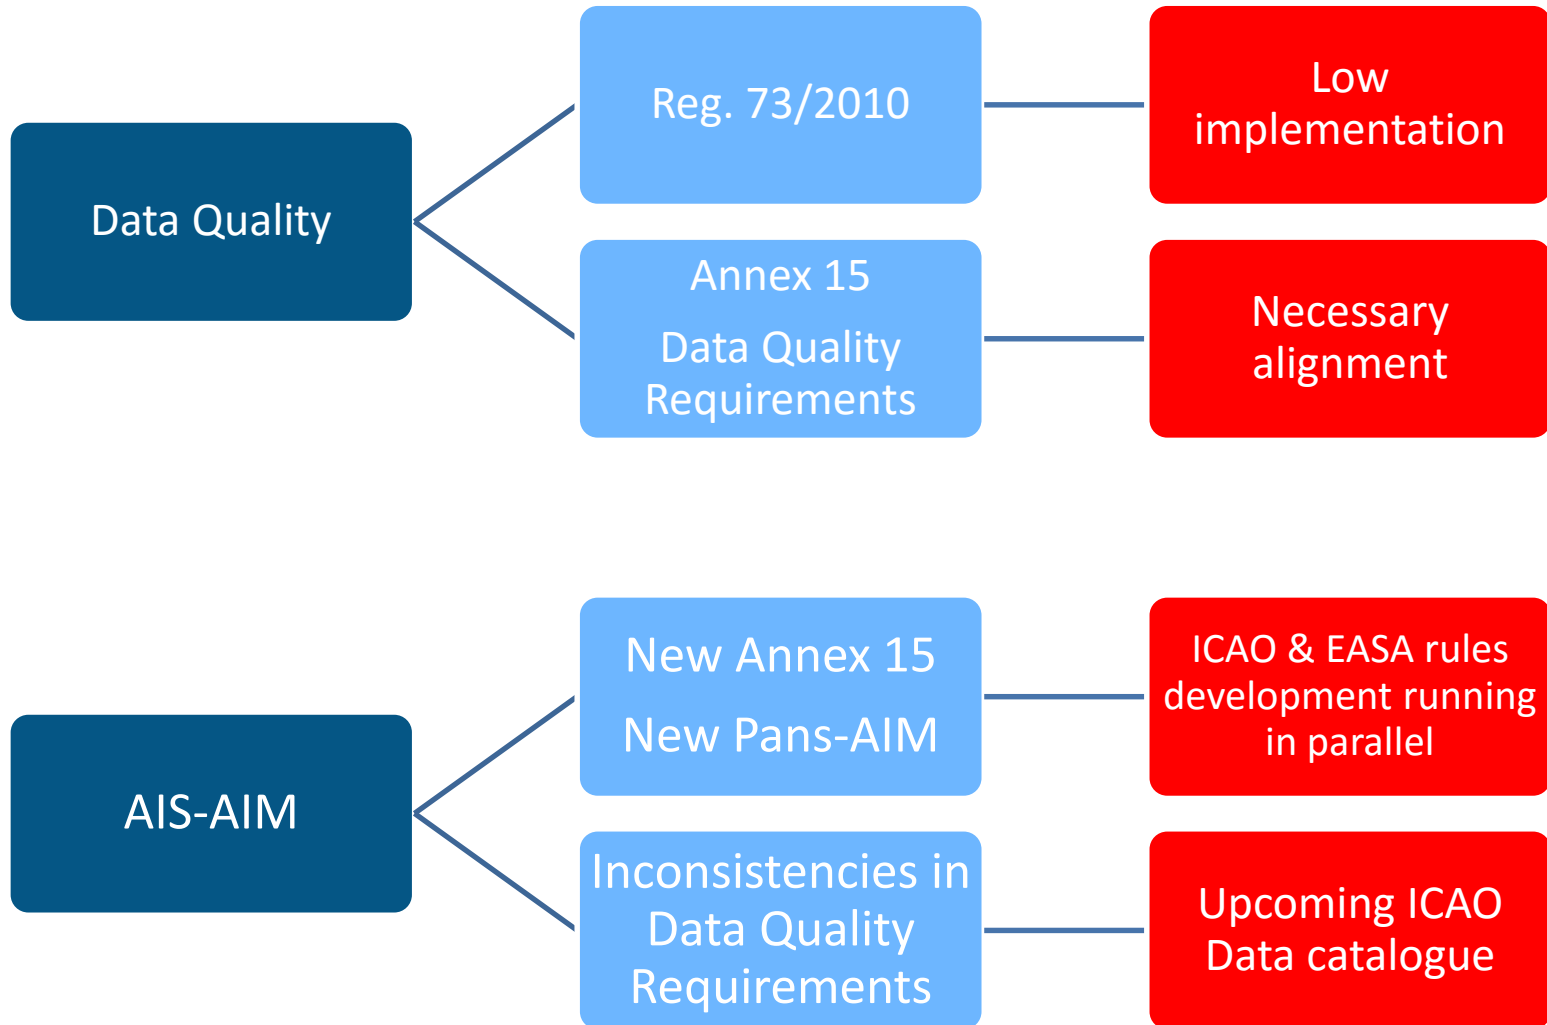 Data Quality
Reg. 73/2010
Low
implementation
Annex 15
Data Quality
Requirements
Necessary
alignment
AIS-AIM
New Annex 15
New Pans-AIM
ICAO & EASA rules
development running
in parallel
Inconsistencies in
Data Quality
Requirements
Upcoming ICAO
Data catalogue